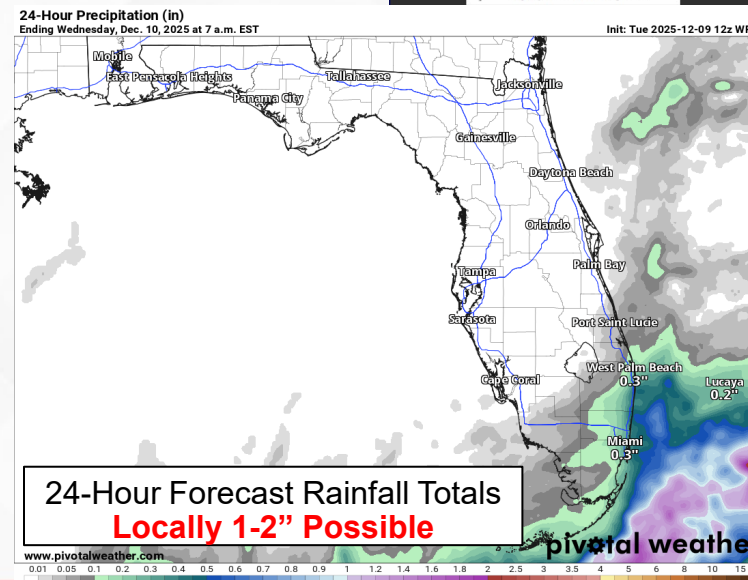 24-Hour Precipitation (in)
Ending Wednesday, Dec. 10, 2025 at 7 a.m. EST
Init: Tue 2025-12-09 12z WP
Mobile
East Pensacola Heights
Tallahassee
Jacksonville
Panama City
Gainesville
Daytona Beach
Orlando
Palm Bay
Tampa
Sarasota
Port Saint Lucie
West Palm Beach
0.3"
Cape Coral
Lucaya
0.2"
Miami
0.3"
24-Hour Forecast Rainfall Totals
Locally 1-2” Possible
pivotal weathe
www.pivotalweather.com
0.01 0.05 0.1 0.2 0.3 0.4 0.5 0.6 0.7 0.8 0.9 1 1.2 1.4 1.6 1.8 2 2.5 3 3.5 4 5 6 7 8 9 10 15